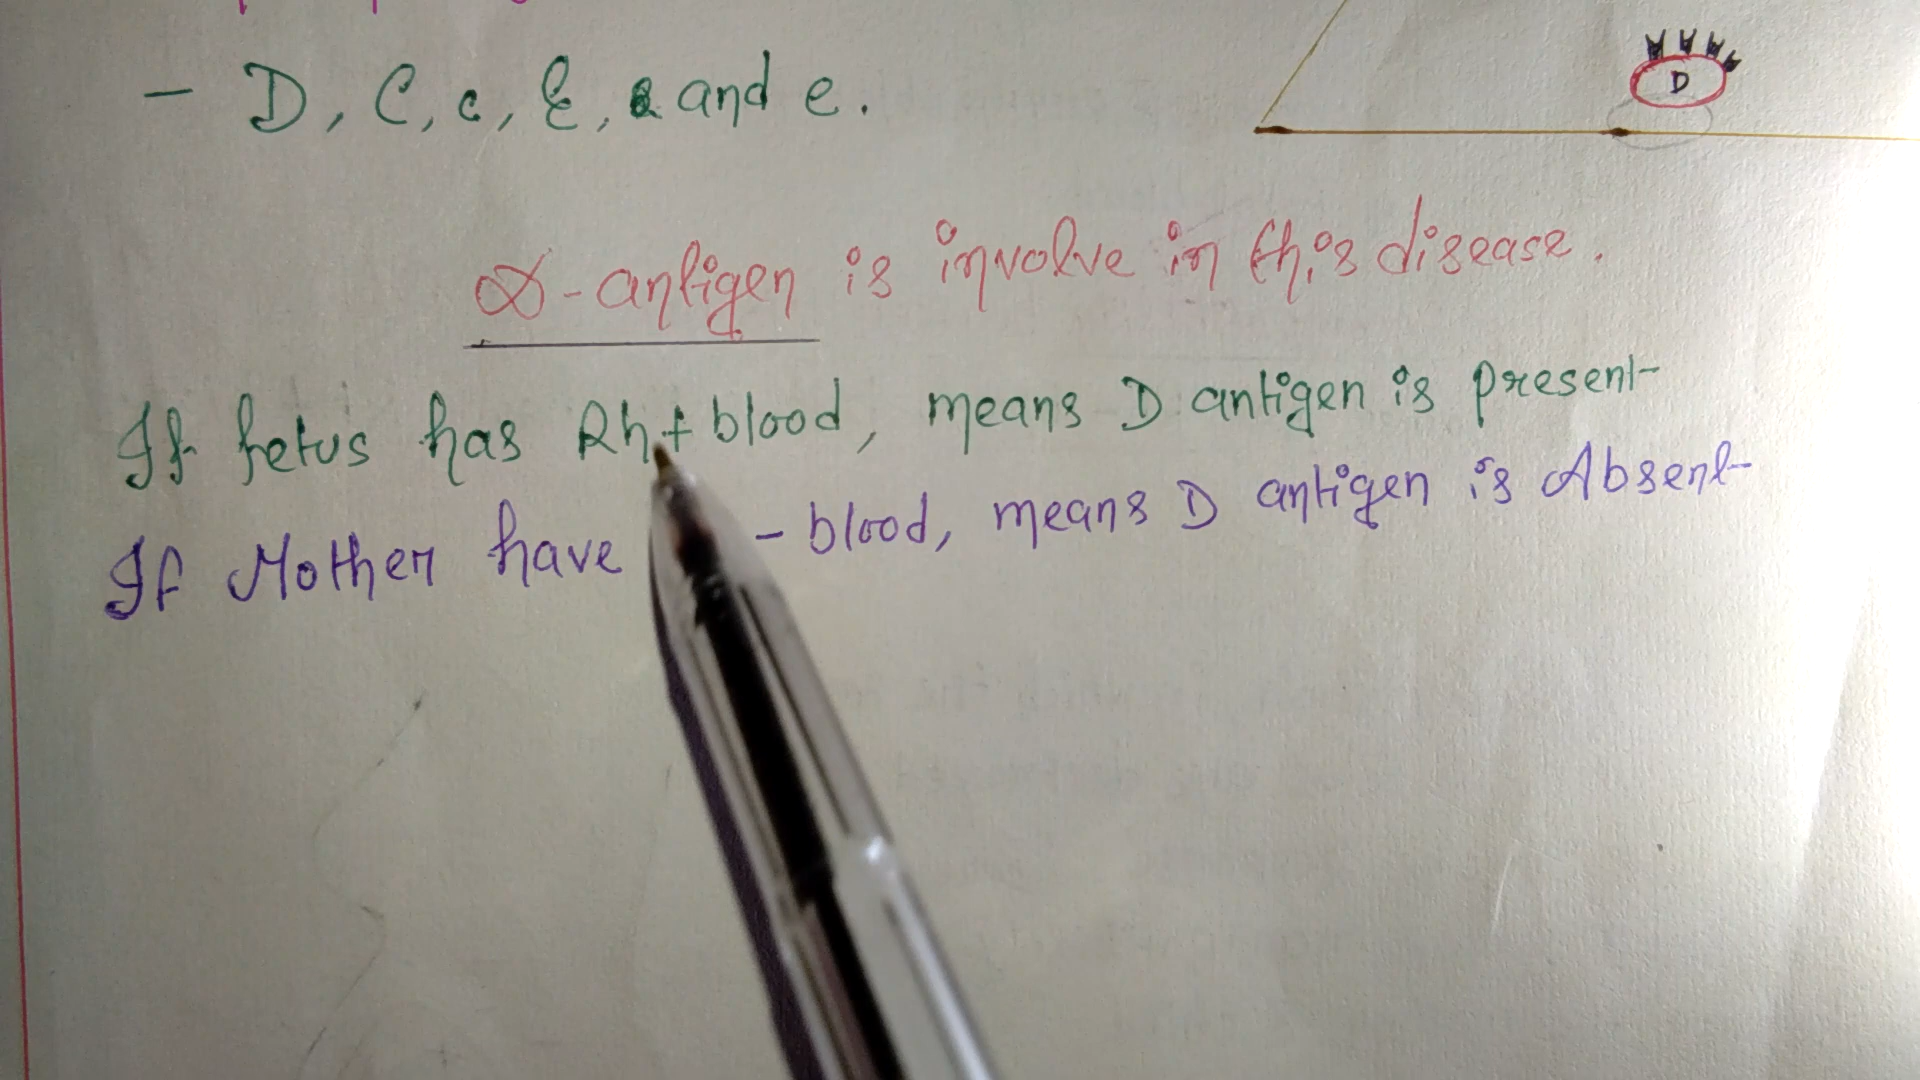 - D, C, c, E, and e.
D
D-antigen is involve in this disease.
If fetus has Rh+ blood, means D antigen is present
If Mother have - blood, means D antigen is Absent